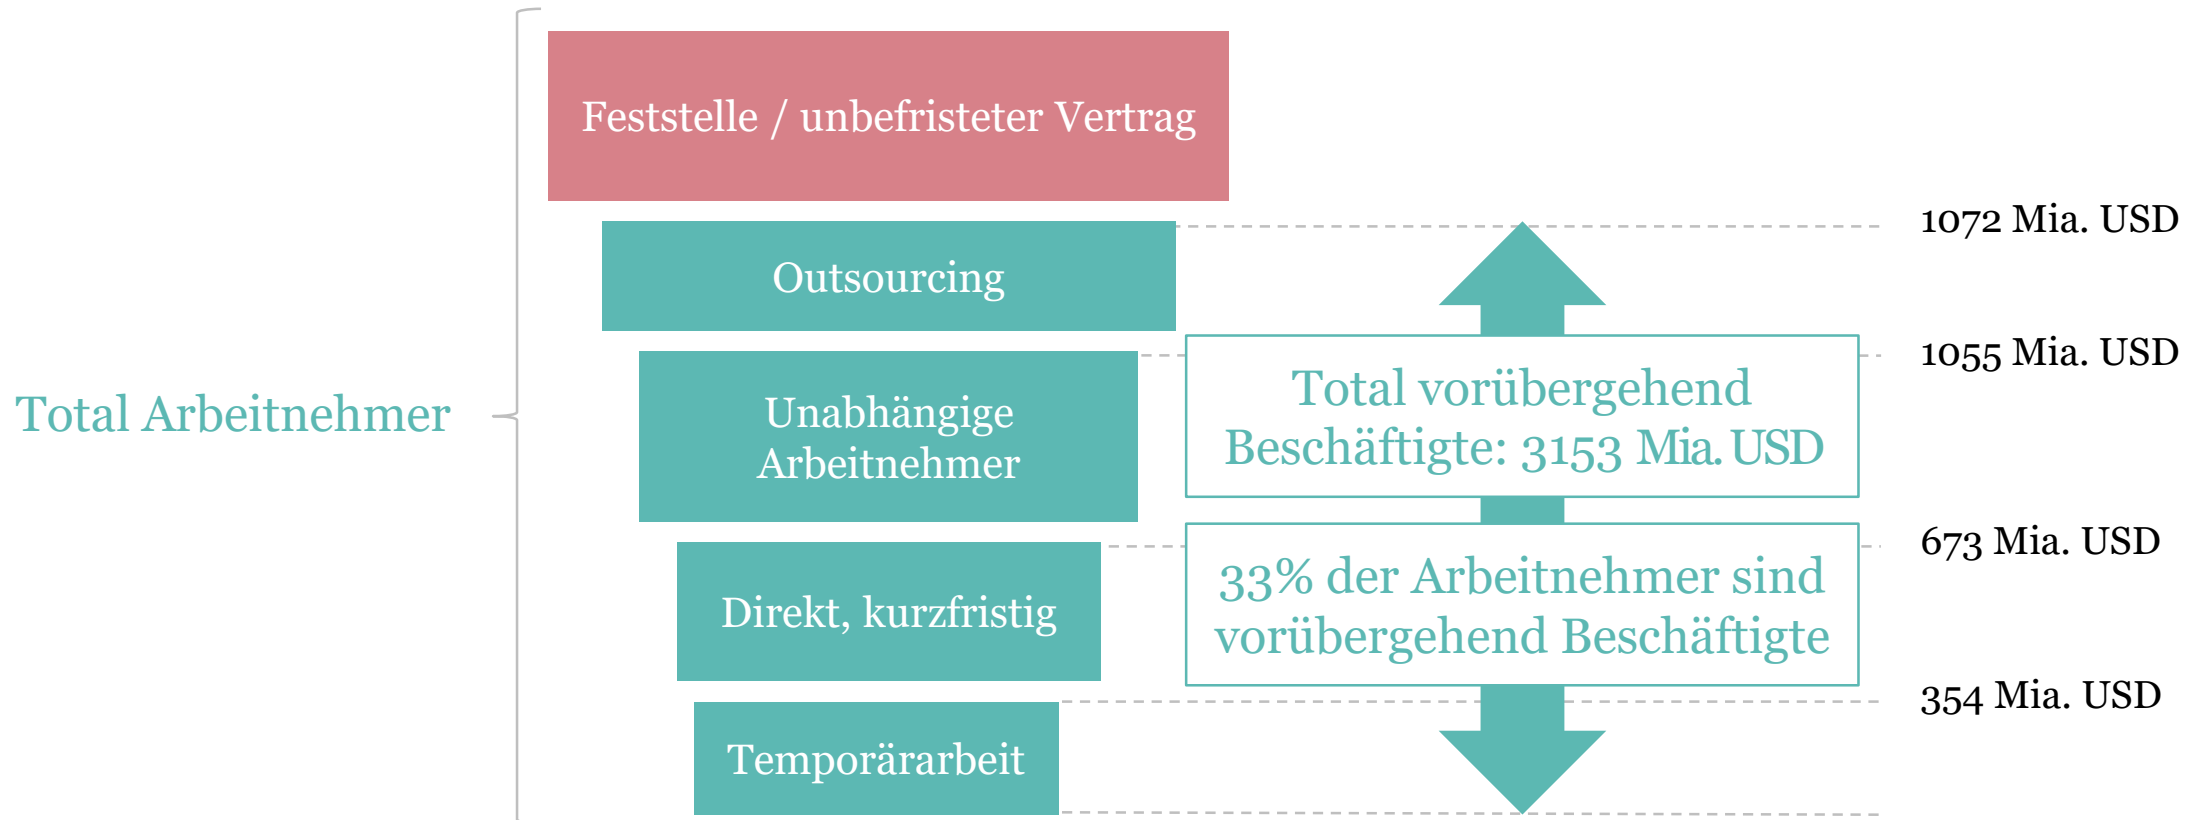 Feststelle / unbefristeter Vertrag
1072 Mia. USD
Outsourcing
1055 Mia. USD
Total Arbeitnehmer
Unabhängige
Arbeitnehmer
Total vorübergehend
Beschäftigte: 3153 Mia. USD
673 Mia. USD
Direkt, kurzfristig
33% der Arbeitnehmer sind
vorübergehend Beschäftigte
354 Mia. USD
Temporärarbeit